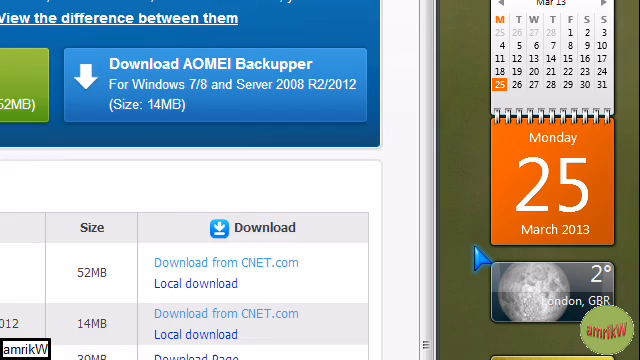 View the difference between them
52MB)
Download AOMEI Backupper
For Windows 7/8 and Server 2008 R2/2012
(Size: 14MB)
Size
Download
52MB
Download from CNET.com
Local download
012
14MB
Download from CNET.com
Local download
30MB
Download Page
amrikW
Mar 13
M T F S S
25 26 27 28 1 2 3
4 5 6 7 8 9 10
11 12 13 14 15 16 17
18 19 20 21 22 23 24
25 26 27 28 29 30 31
Monday
25
March 2013
2°
London, GBR
amrikW